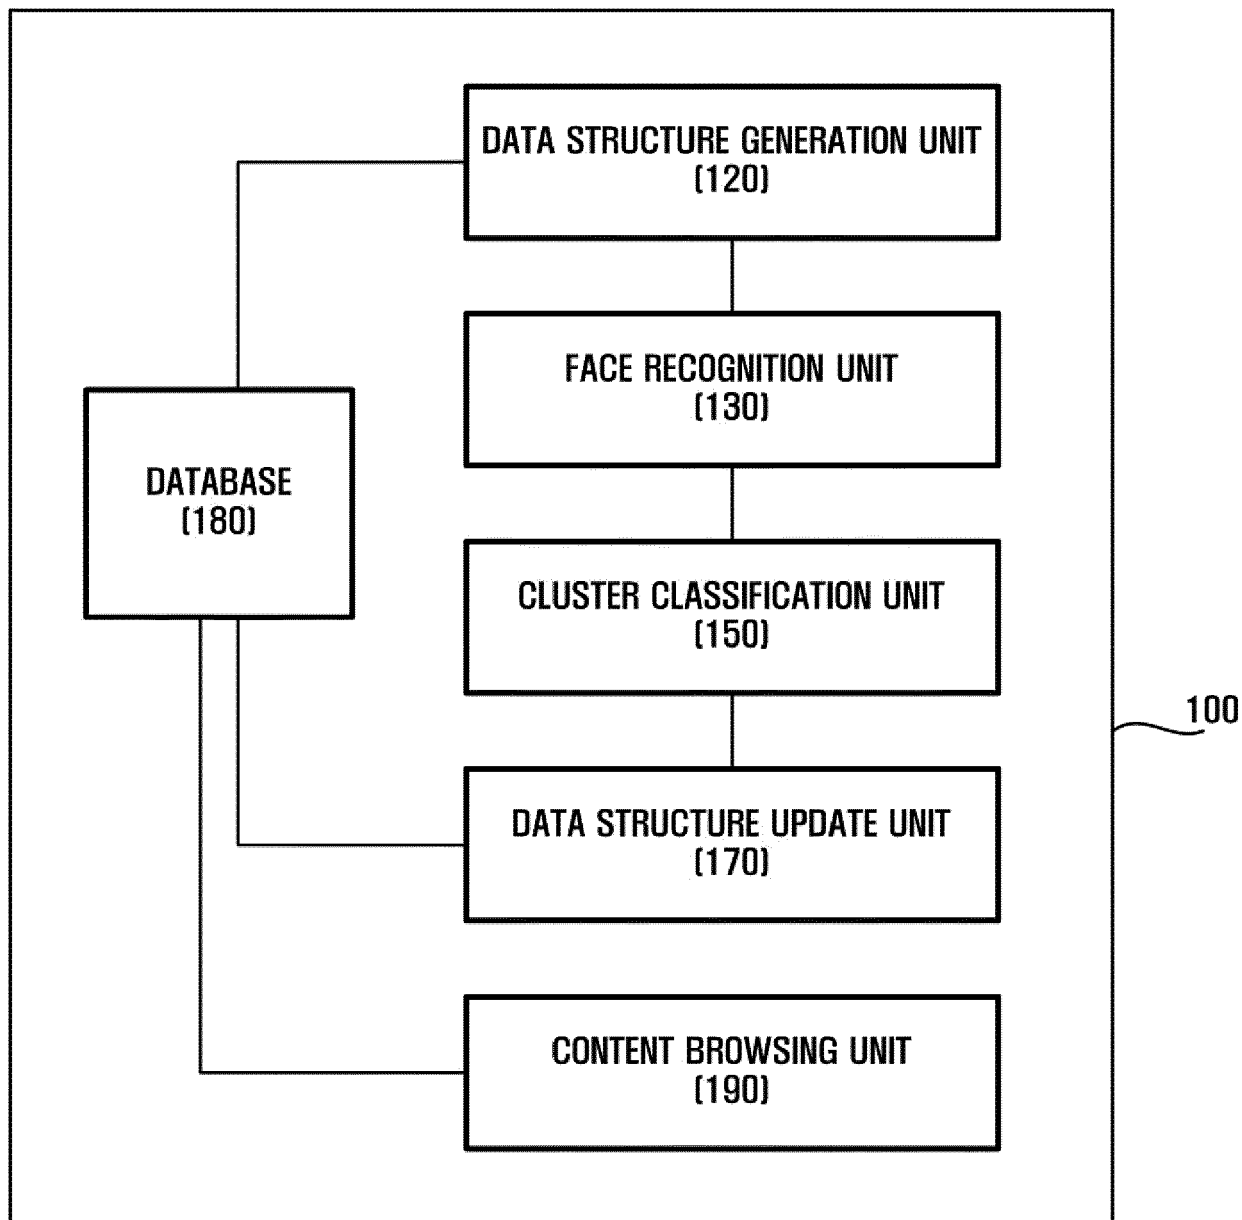 DATA STRUCTURE GENERATION UNIT
(120)
FACE RECOGNITION UNIT
(130)
DATABASE
(180)
CLUSTER CLASSIFICATION UNIT
(150)
100
DATA STRUCTURE UPDATE UNIT
(170)
CONTENT BROWSING UNIT
(190)